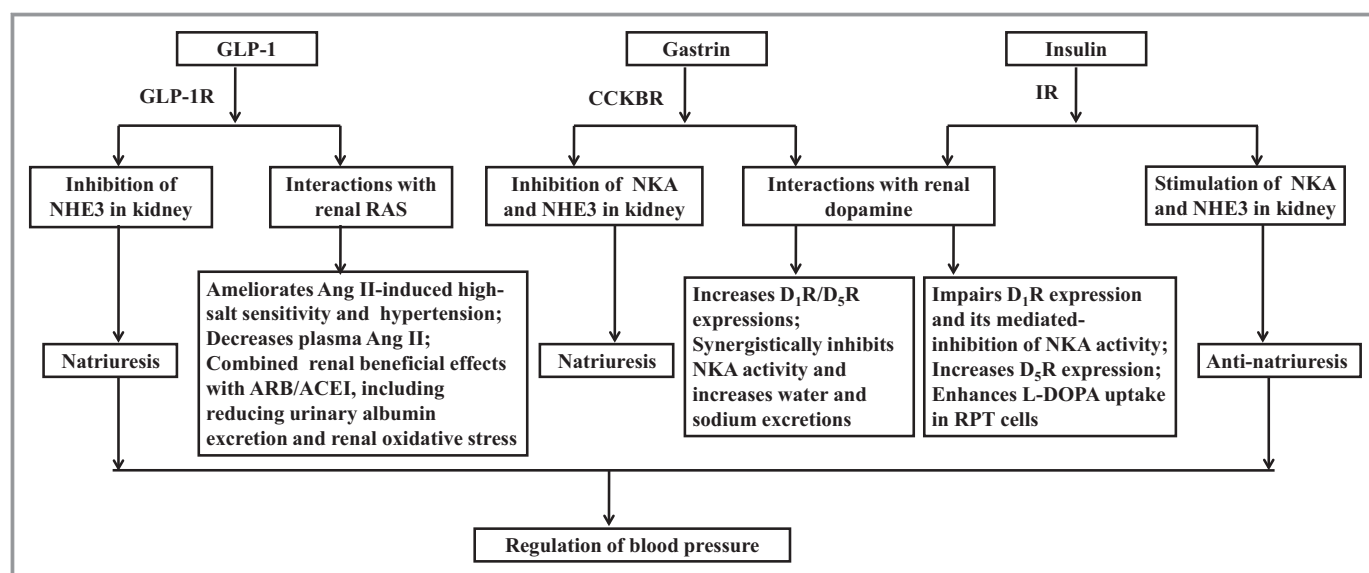 GLP-1
Gastrin
Insulin
GLP-1R
CCKBR
IR
Inhibition of
NHE3 in kidney
Interactions with
renal RAS
Inhibition of NKA
and NHE3 in kidney
Interactions with renal
dopamine
Stimulation of NKA
and NHE3 in kidney
Natriuresis
Ameliorates Ang II-induced high-
salt sensitivity and hypertension;
Decreases plasma Ang II;
Combined renal beneficial effects
with ARB/ACEI, including
reducing urinary albumin
excretion and renal oxidative stress
Natriuresis
Increases D₁R/D₅R
expressions;
Synergistically inhibits
NKA activity and
increases water and
sodium excretions
Impairs D₁R expression
and its mediated-
inhibition of NKA activity;
Increases D₅R expression;
Enhances L-DOPA uptake
in RPT cells
Anti-natriuresis
Regulation of blood pressure